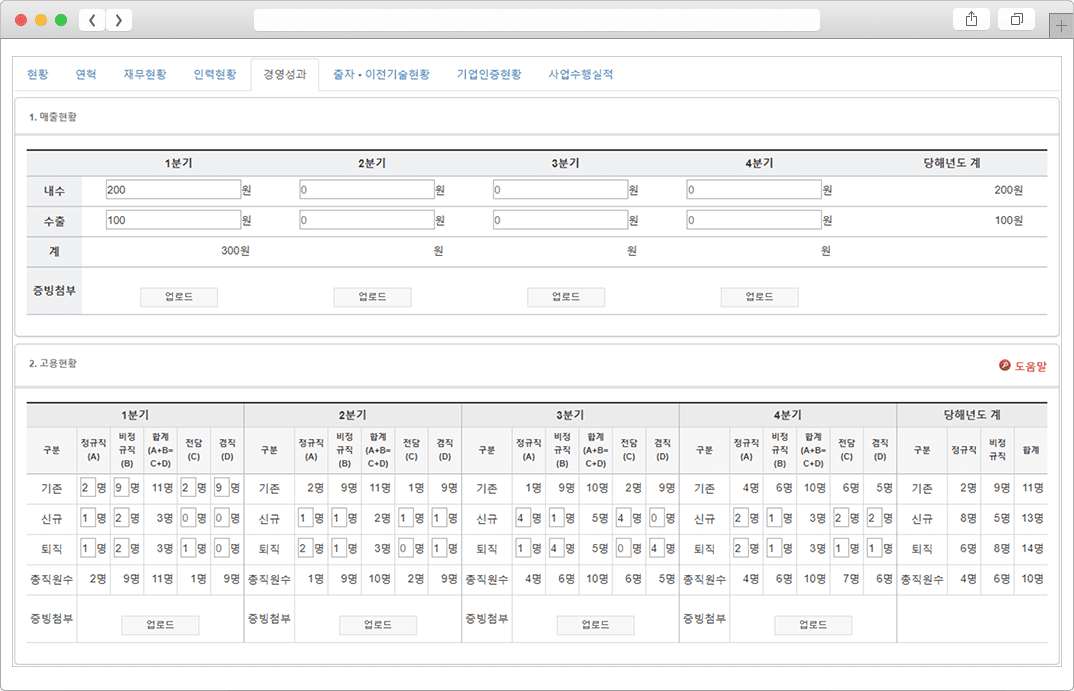 현황 연혁 재무현황 인력현황 경영성과 출자 • 이전기술현황 기업인증현황 사업수행실적
1. 매출현황
1분기 2분기 3분기 4분기 당해년도 계
내수 200 원 0 원 0 원 0 원 200원
수출 100 원 0 원 0 원 0 원 100원
계 300원 원 원 원
증빙첨부 업로드 업로드 업로드 업로드
2. 고용현황 도움말
1분기 2분기 3분기 4분기 당해년도 계
구분 정규직 (A) 비정규직 (B) 합계 (A+B=C+D) 전담 (C) 겸직 (D) 구분 정규직 (A) 비정규직 (B) 합계 (A+B=C+D) 전담 (C) 겸직 (D) 구분 정규직 (A) 비정규직 (B) 합계 (A+B=C+D) 전담 (C) 겸직 (D) 구분 정규직 (A) 비정규직 (B) 합계 (A+B=C+D) 전담 (C) 겸직 (D) 구분 정규직 비정규직 합계
기존 2명 9명 11명 2명 9명 기존 2명 9명 11명 1명 9명 기존 1명 9명 10명 2명 9명 기존 4명 6명 10명 6명 5명 기존 2명 9명 11명
신규 1명 2명 3명 0명 0명 신규 1명 1명 2명 1명 1명 신규 4명 1명 5명 4명 0명 신규 2명 1명 3명 2명 2명 신규 8명 5명 13명
퇴직 1명 2명 3명 1명 0명 퇴직 2명 1명 3명 0명 1명 퇴직 1명 4명 5명 0명 4명 퇴직 2명 1명 3명 1명 1명 퇴직 6명 8명 14명
총직원수 2명 9명 11명 1명 9명 총직원수 1명 9명 10명 2명 9명 총직원수 4명 6명 10명 6명 5명 총직원수 4명 6명 10명 7명 6명 총직원수 4명 6명 10명
증빙첨부 업로드 증빙첨부 업로드 증빙첨부 업로드 증빙첨부 업로드